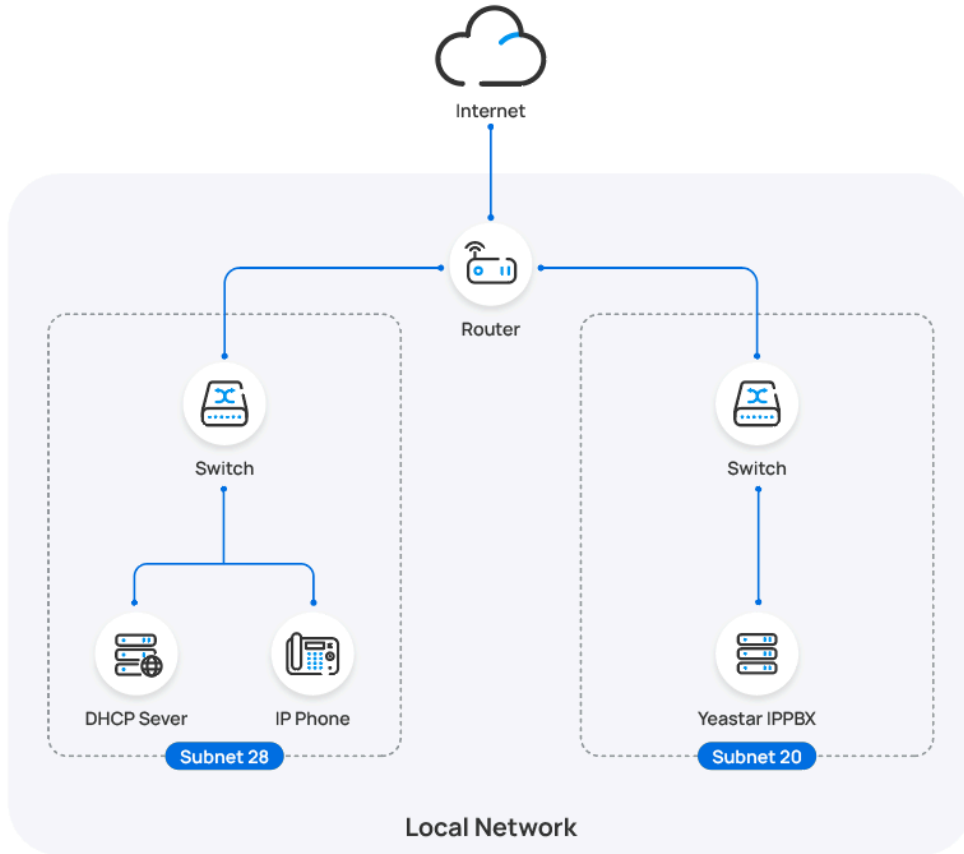 Internet
Router
Switch
Switch
DHCP Sever
IP Phone
Yeastar IPPBX
Subnet 28
Subnet 20
Local Network